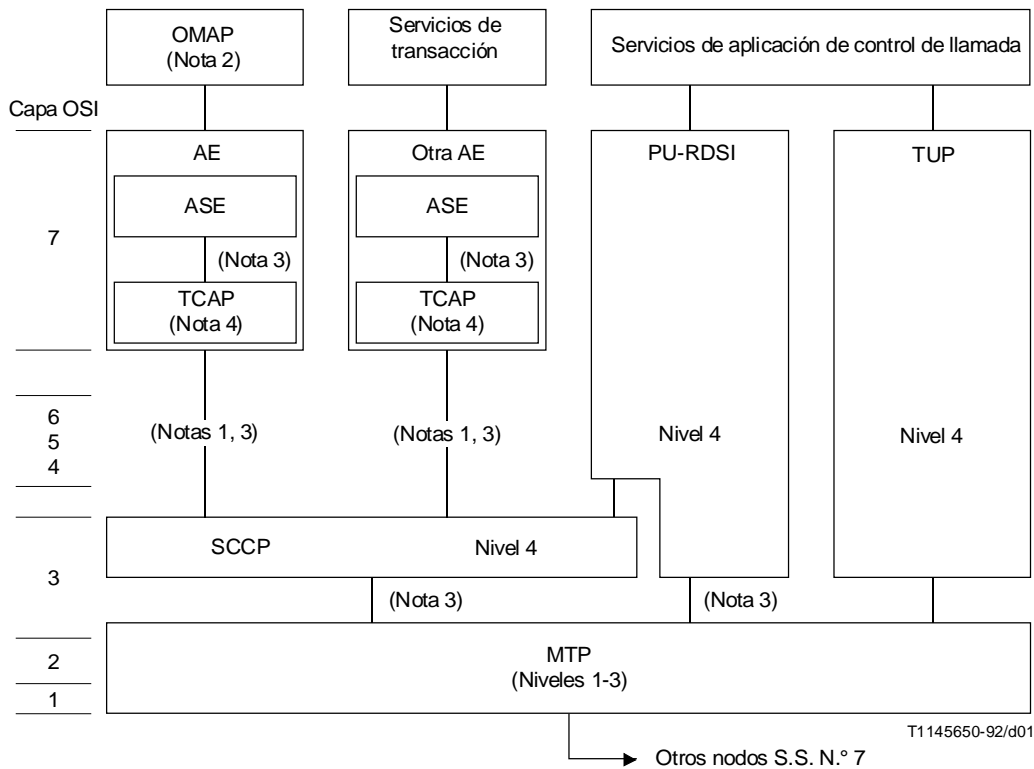 OMAP
(Nota 2)
Servicios de
transacción
Servicios de aplicación de control de llamada
Capa OSI
AE
Otra AE
PU-RDSI
TUP
ASE
ASE
7
(Nota 3)
(Nota 3)
TCAP
(Nota 4)
TCAP
(Nota 4)
6
5
4
(Notas 1, 3)
(Notas 1, 3)
Nivel 4
Nivel 4
SCCP
Nivel 4
3
(Nota 3)
(Nota 3)
2
MTP
(Niveles 1-3)
1
T1145650-92/d01
Otros nodos S.S. N.° 7